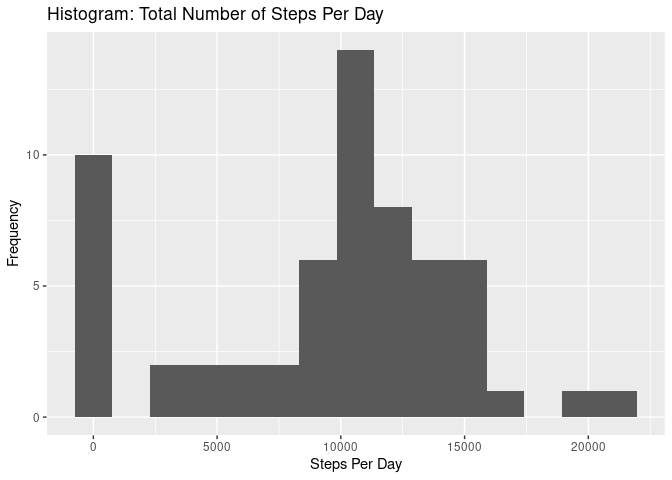 Histogram: Total Number of Steps Per Day
Frequency
10
5
0
0 5000 10000 15000 20000
Steps Per Day